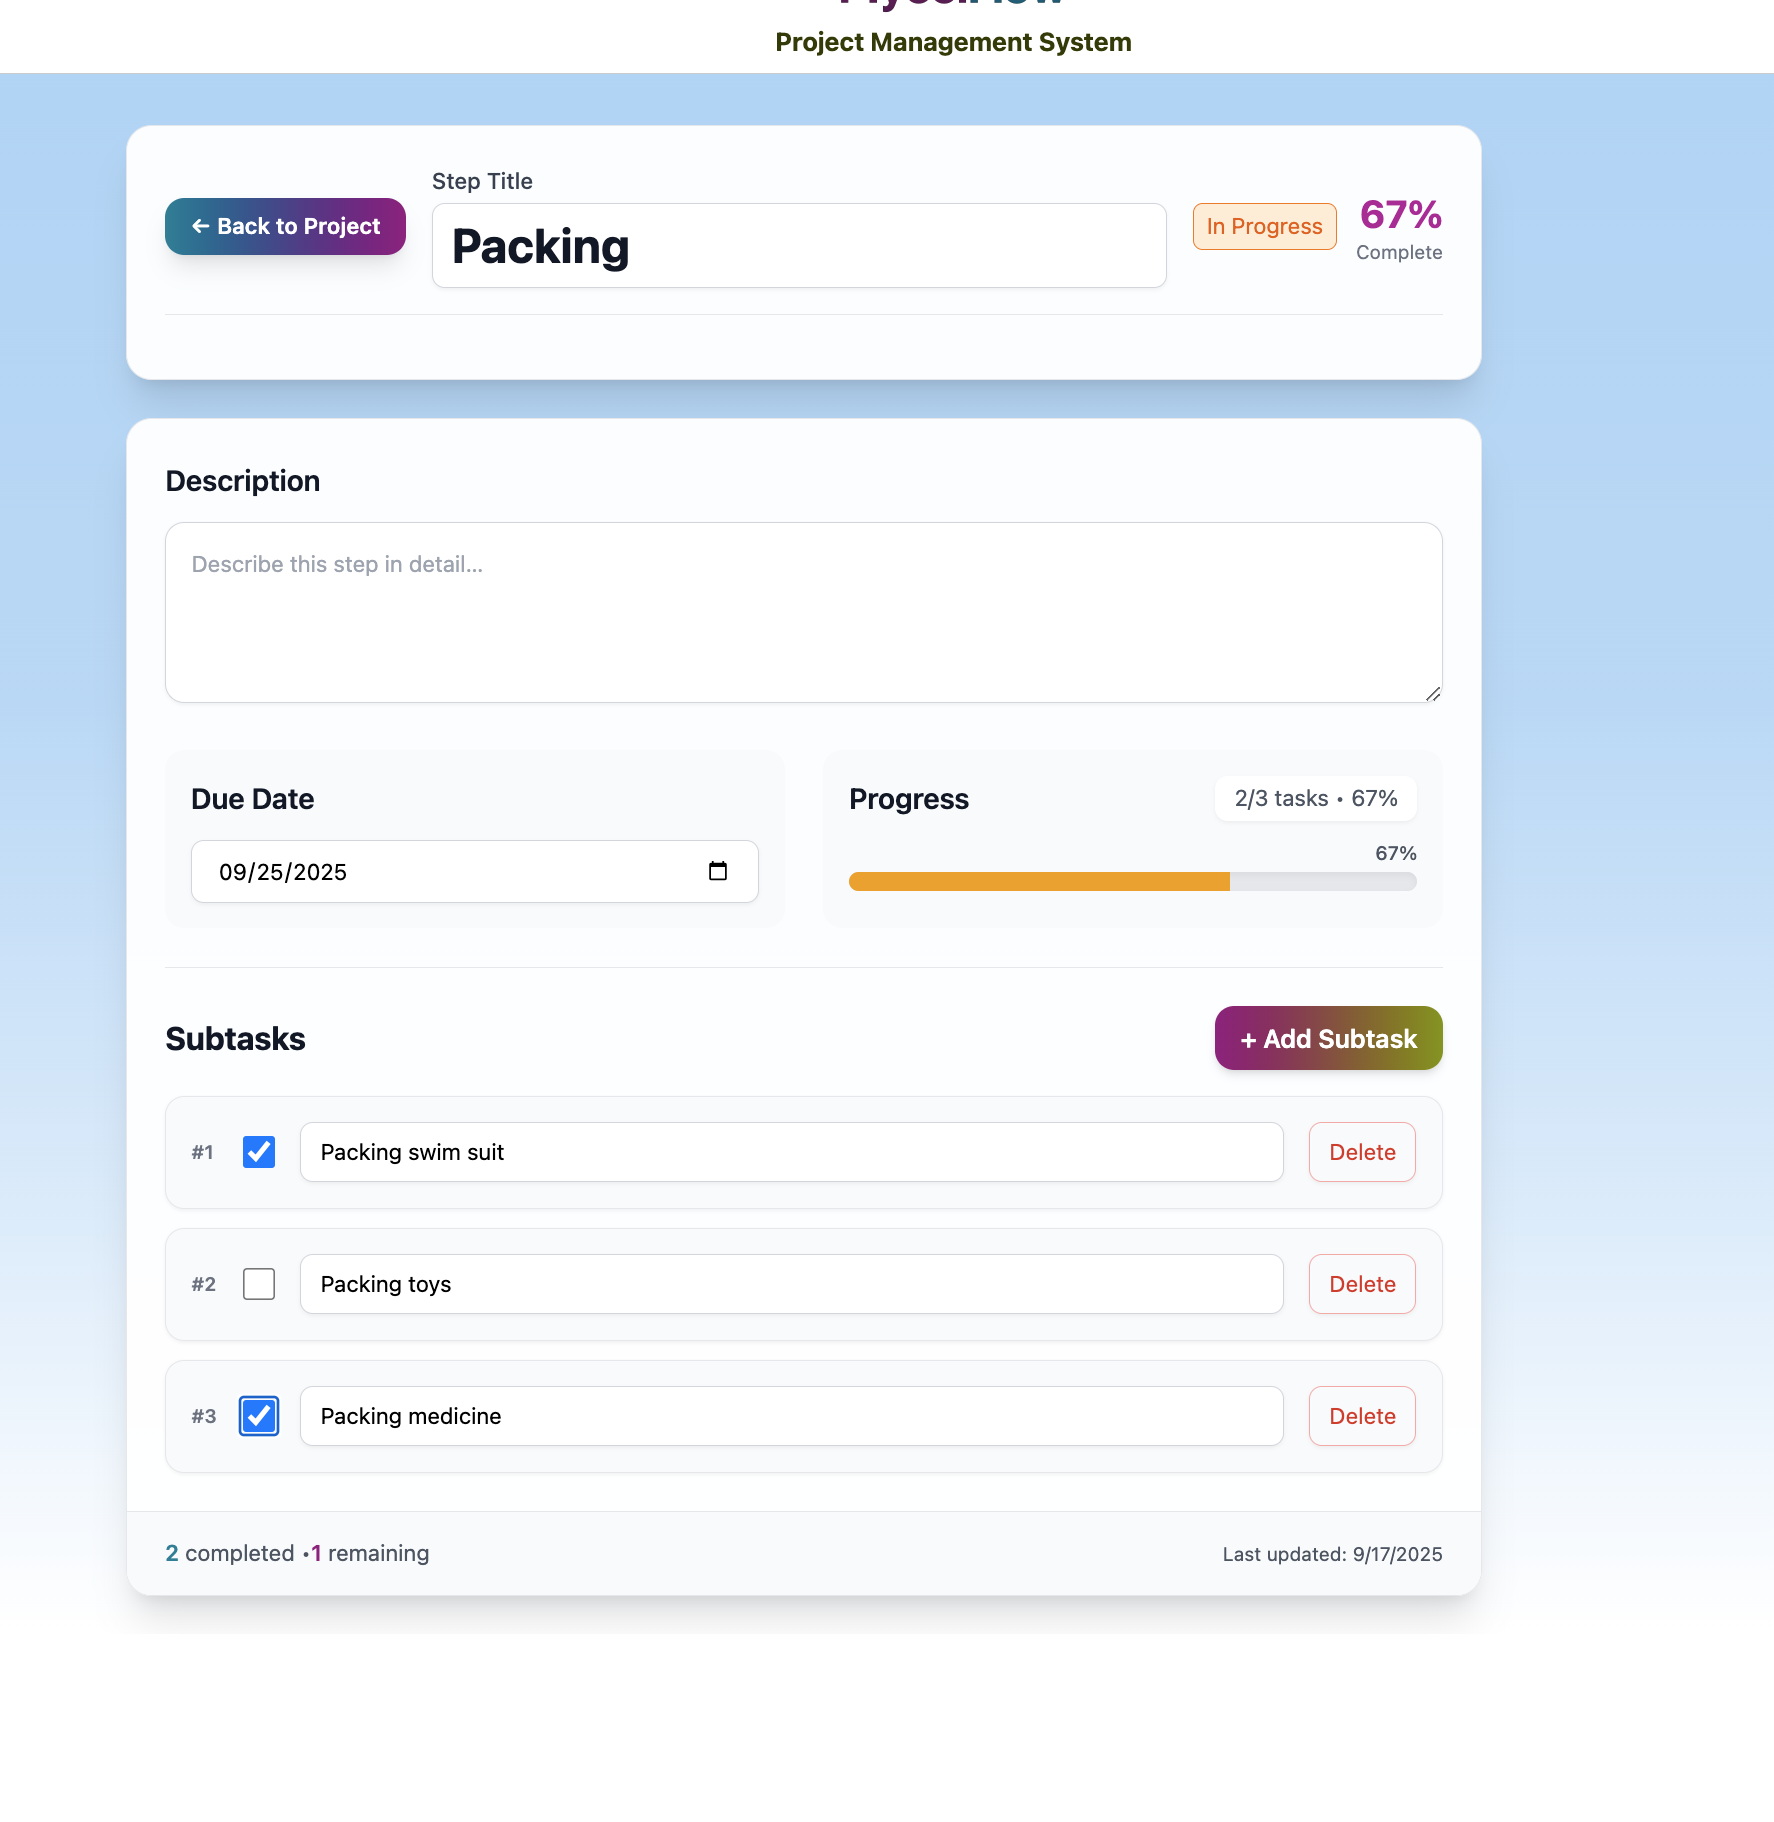 Project Management System
Step Title
← Back to Project
Packing
In Progress
67%
Complete
Description
Describe this step in detail...
Due Date
09/25/2025
Progress
2/3 tasks • 67%
67%
Subtasks
+ Add Subtask
#1 Packing swim suit Delete
#2 Packing toys Delete
#3 Packing medicine Delete
2 completed •1 remaining
Last updated: 9/17/2025